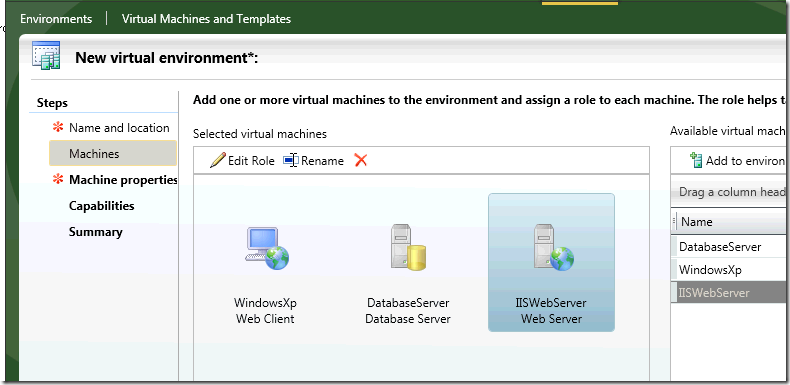 Environments
Virtual Machines and Templates
New virtual environment*:
Steps
* Name and location
Machines
* Machine properties
Capabilities
Summary
Add one or more virtual machines to the environment and assign a role to each machine. The role helps t
Selected virtual machines
Edit Role Rename
WindowsXp
Web Client
DatabaseServer
Database Server
IISWebServer
Web Server
Available virtual mach
Add to environ
Drag a column head
Name
DatabaseServer
WindowsXp
IISWebServer